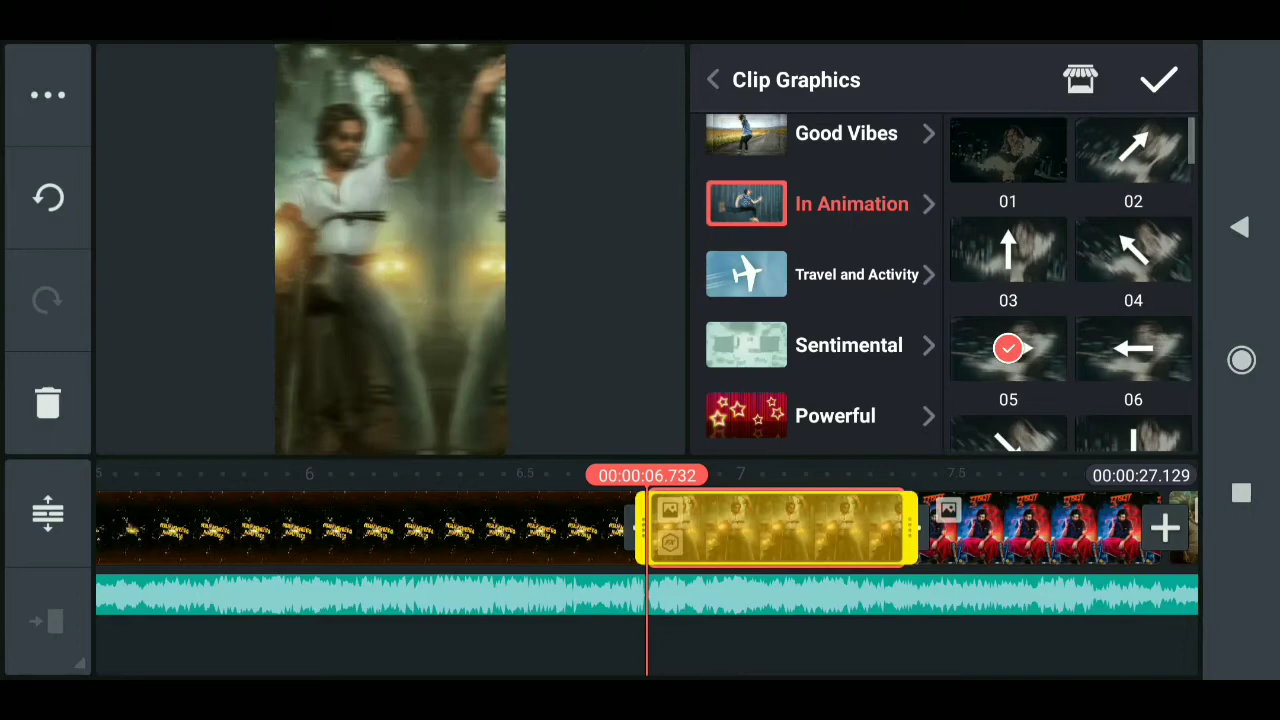 Clip Graphics
Good Vibes
In Animation
Travel and Activity
Sentimental
Powerful
01
02
03
04
05
06
5
6
6.5
00:00:06.732
7
7.5
00:00:27.129